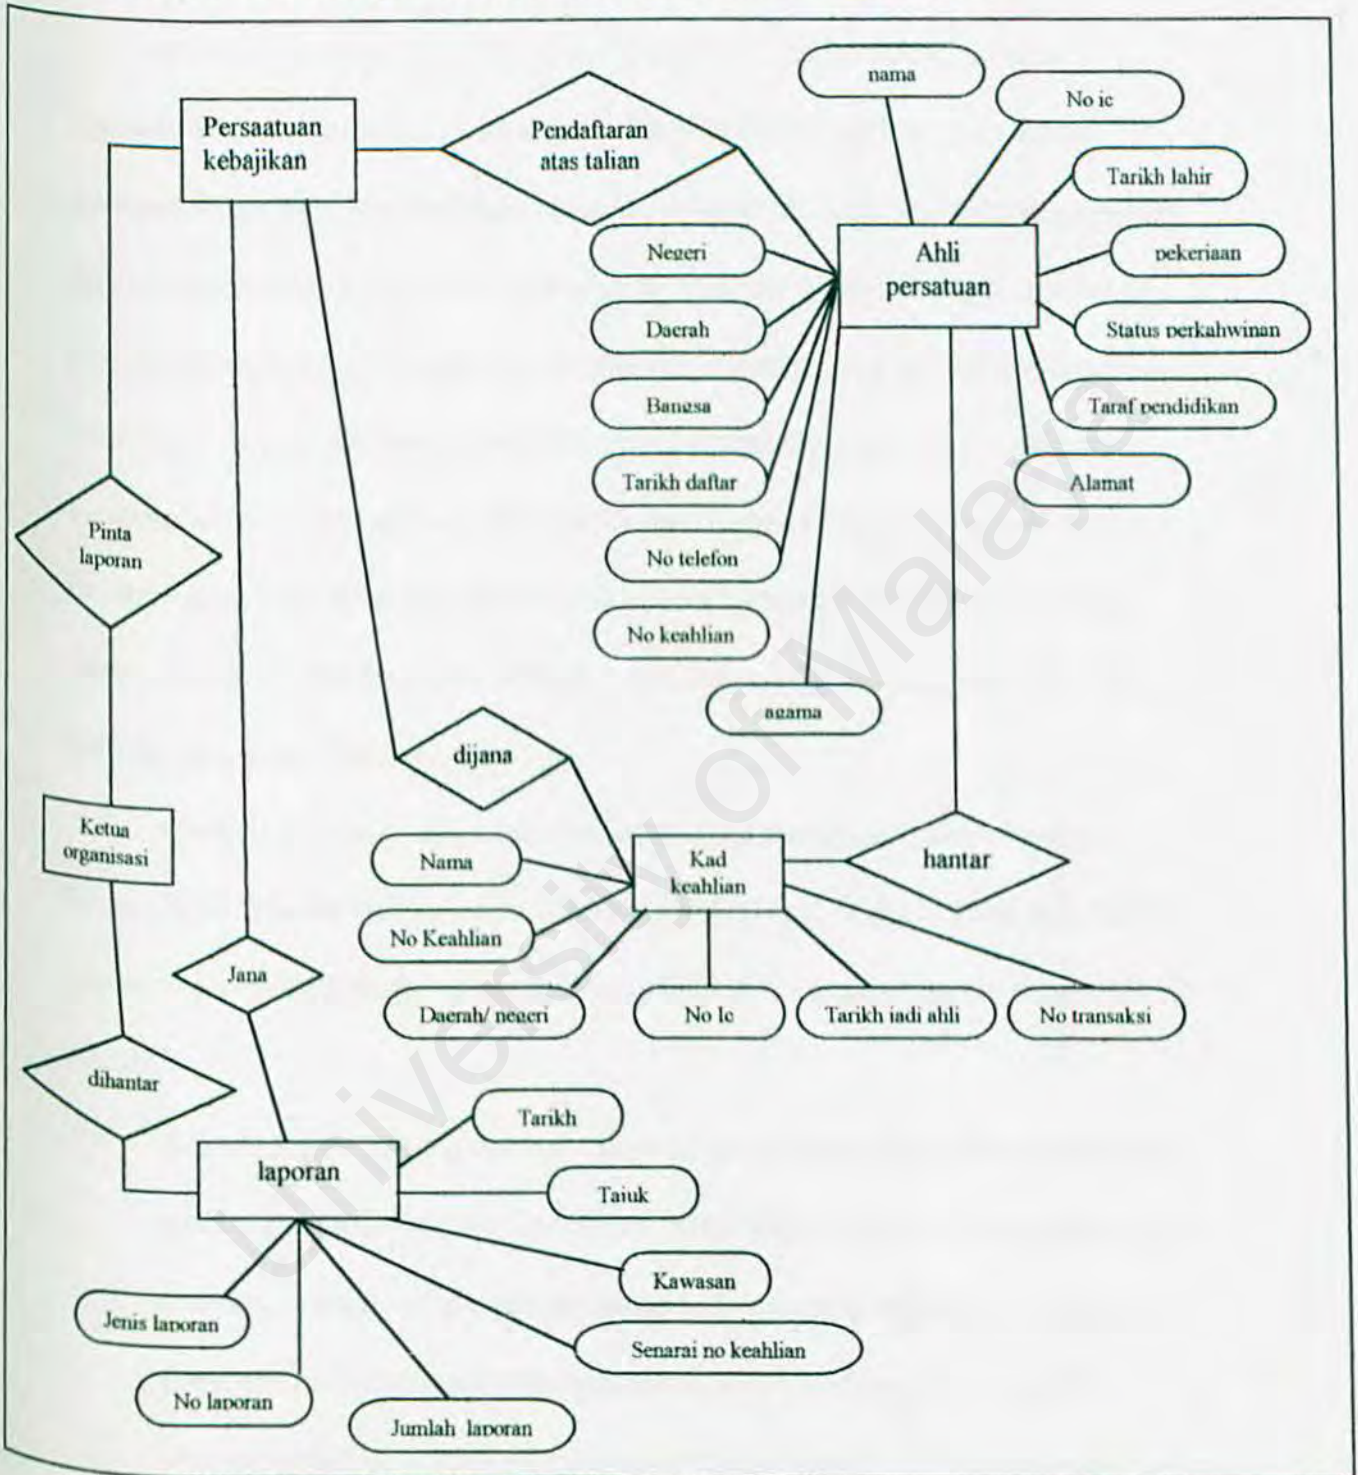 nama
No ic
Persaatuan
kebajikan
Pendaftaran
atas talian
Tarikh lahir
Negeri
Ahli
persatuan
pekerjaan
Daerah
Status perkahwinan
Bangsa
Taraf pendidikan
Tarikh daftar
Alamat
Pinta
laporan
No telefon
No keahlian
agama
dijana
Ketua
organisasi
Nama
Kad
keahlian
hantar
No Keahlian
Jana
Daerah/ negeri
No Ic
Tarikh jadi ahli
No transaksi
dihantar
Tarikh
laporan
Tajuk
Kawasan
Jenis laporan
Senarai no keahlian
No laporan
Jumlah laporan
University of Malaya